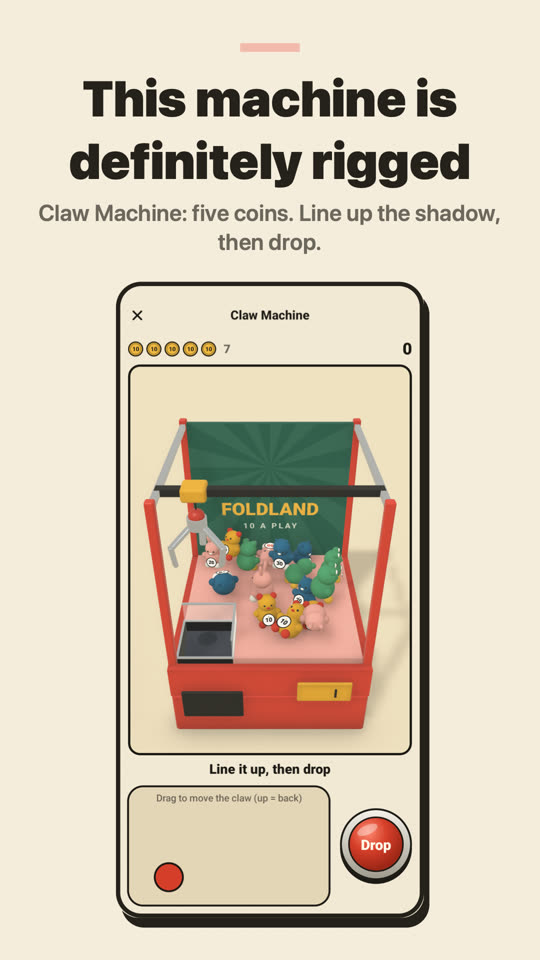 This machine is
definitely rigged
Claw Machine: five coins. Line up the shadow,
then drop.
Claw Machine
10 10 10 10 10 7 0
FOLDLAND
10 A PLAY
10 10
Line it up, then drop
Drag to move the claw (up = back)
Drop